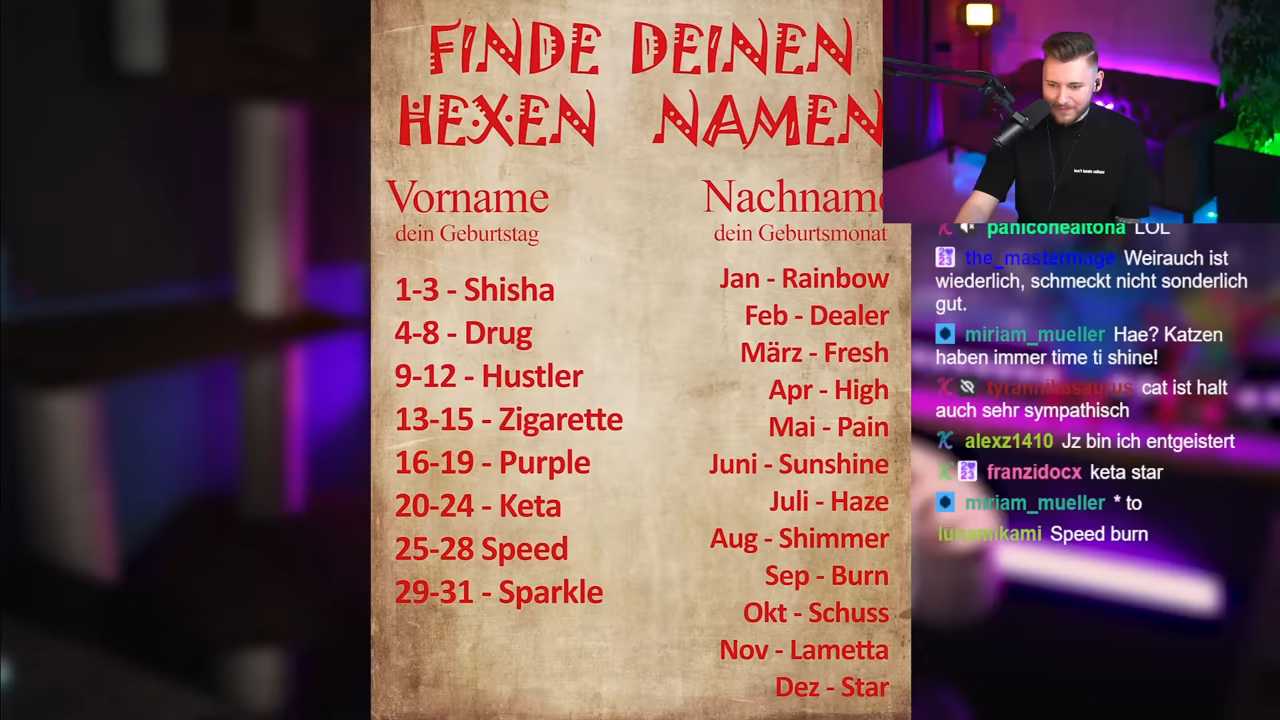 FINDE DEINEN
HEXEN NAMEN
Vorname
dein Geburtstag
1-3 - Shisha
4-8 - Drug
9-12 - Hustler
13-15 - Zigarette
16-19 - Purple
20-24 - Keta
25-28 Speed
29-31 - Sparkle
Nachname
dein Geburtsmonat
Jan - Rainbow
Feb - Dealer
März - Fresh
Apr - High
Mai - Pain
Juni - Sunshine
Juli - Haze
Aug - Shimmer
Sep - Burn
Okt - Schuss
Nov - Lametta
Dez - Star
LOL
the_mastermage Weirauch ist
wiederlich, schmeckt nicht sonderlich
gut.
miriam_mueller Hae? Katzen
haben immer time ti shine!
tyrannikasaurus cat ist halt
auch sehr sympathisch
alexz1410 Jz bin ich entgeistert
franzidocx keta star
miriam_mueller * to
lunamikami Speed burn